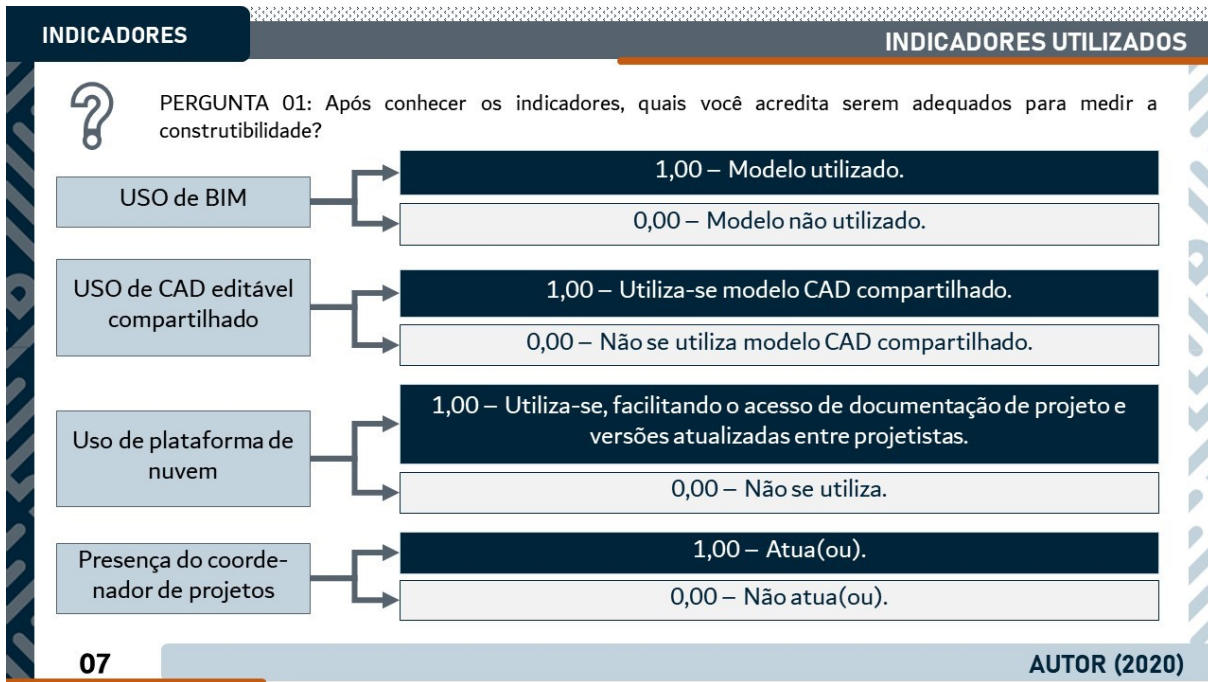 INDICADORES
INDICADORES UTILIZADOS
PERGUNTA 01: Após conhecer os indicadores, quais você acredita serem adequados para medir a
construtibilidade?
USO de BIM
1,00 – Modelo utilizado.
0,00 – Modelo não utilizado.
USO de CAD editável
compartilhado
1,00 – Utiliza-se modelo CAD compartilhado.
0,00 – Não se utiliza modelo CAD compartilhado.
Uso de plataforma de
nuvem
1,00 – Utiliza-se, facilitando o acesso de documentação de projeto e
versões atualizadas entre projetistas.
0,00 – Não se utiliza.
Presença do coorde-
nador de projetos
1,00 – Atua(ou).
0,00 – Não atua(ou).
07
AUTOR (2020)